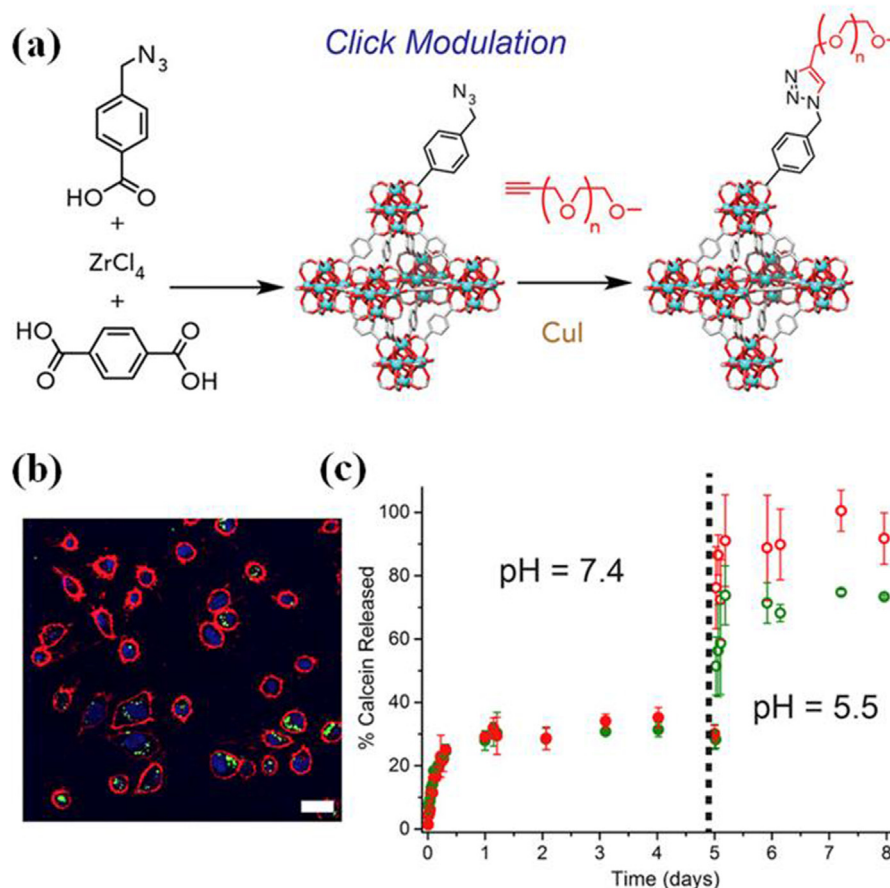 (a)
Click Modulation
N3
HO
O
+
ZrCl4
+
HO
O
O
OH
N3
O
O
n
CuI
O
O
n
N
N
N
(b)
(c)
% Calcein Released
100
80
60
40
20
0
pH = 7.4
pH = 5.5
0 1 2 3 4 5 6 7 8
Time (days)